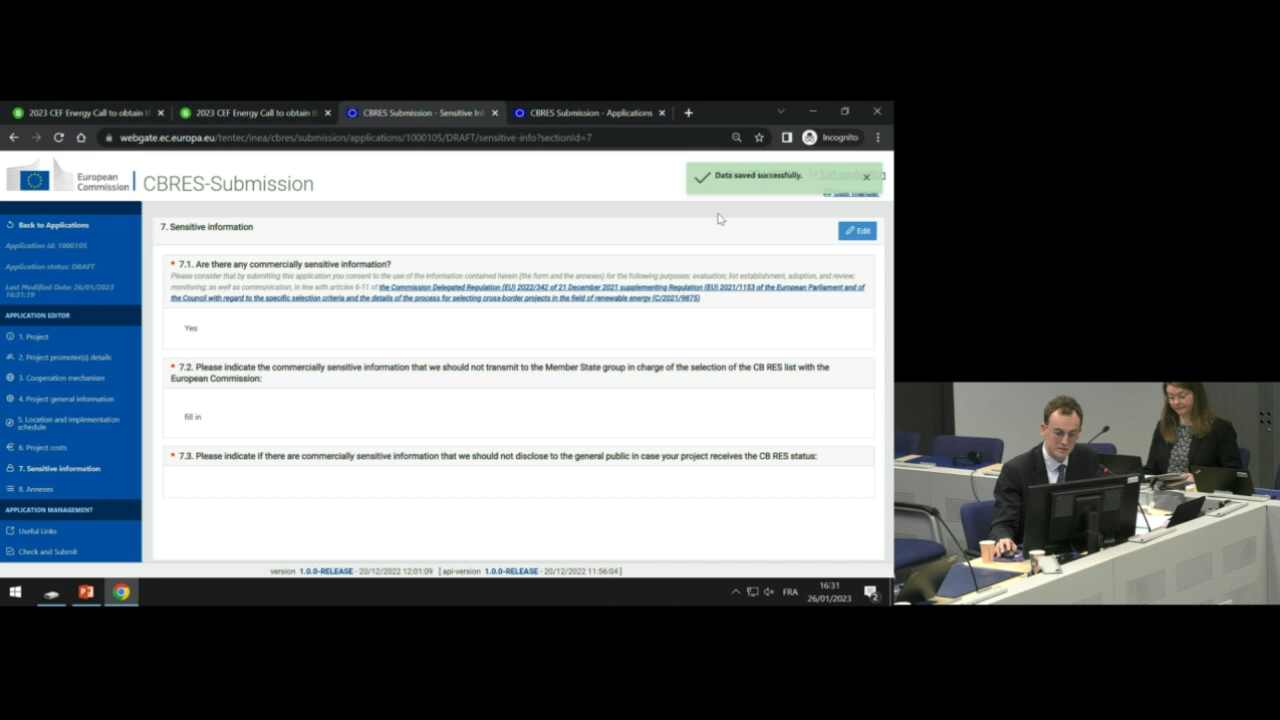 2023 CEF Energy Call to obtain th
2023 CEF Energy Call to obtain th
CBRES Submission - Sensitive Inf
CBRES Submission - Applications
webgate.ec.europa.eu/tentec/inea/cbres/submission/applications/1000105/DRAFT/sensitive-info?sectionId=7
Incognito
European
Commission
CBRES-Submission
Data saved successfully.
User manual
Back to Applications
Application id: 1000105
Application status: DRAFT
Last Modified Date: 26/01/2023
16:31:19
APPLICATION EDITOR
1. Project
2. Project promoter(s) details
3. Cooperation mechanism
4. Project general information
5. Location and implementation
schedule
6. Project costs
7. Sensitive information
8. Annexes
APPLICATION MANAGEMENT
Useful Links
Check and Submit
7. Sensitive information
Edit
* 7.1. Are there any commercially sensitive information?
Please consider that by submitting this application you consent to the use of the information contained herein (the form and the annexes) for the following purposes: evaluation; list establishment, adoption, and review;
monitoring; as well as communication, in line with articles 6-11 of the Commission Delegated Regulation (EU) 2022/342 of 21 December 2021 supplementing Regulation (EU) 2021/1153 of the European Parliament and of
the Council with regard to the specific selection criteria and the details of the process for selecting cross-border projects in the field of renewable energy (C/2021/9875)
Yes
* 7.2. Please indicate the commercially sensitive information that we should not transmit to the Member State group in charge of the selection of the CB RES list with the
European Commission:
fill in
* 7.3. Please indicate if there are commercially sensitive information that we should not disclose to the general public in case your project receives the CB RES status:
version 1.0.0-RELEASE - 20/12/2022 12:01:09 [ api-version 1.0.0-RELEASE - 20/12/2022 11:56:04 ]
FRA
16:31
26/01/2023
2